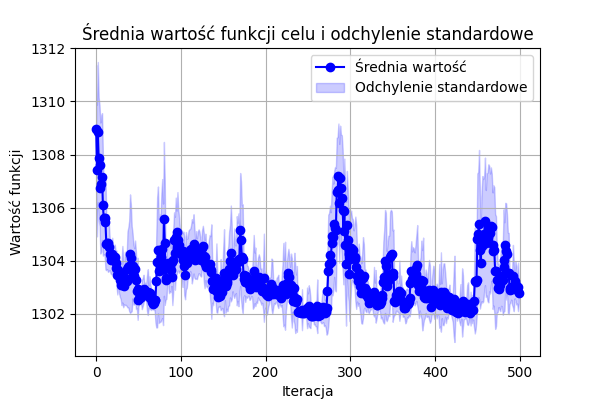 Średnia wartość funkcji celu i odchylenie standardowe
1312
1310
1308
1306
1304
1302
Wartość funkcji
Średnia wartość
Odchylenie standardowe
0 100 200 300 400 500
Iteracja